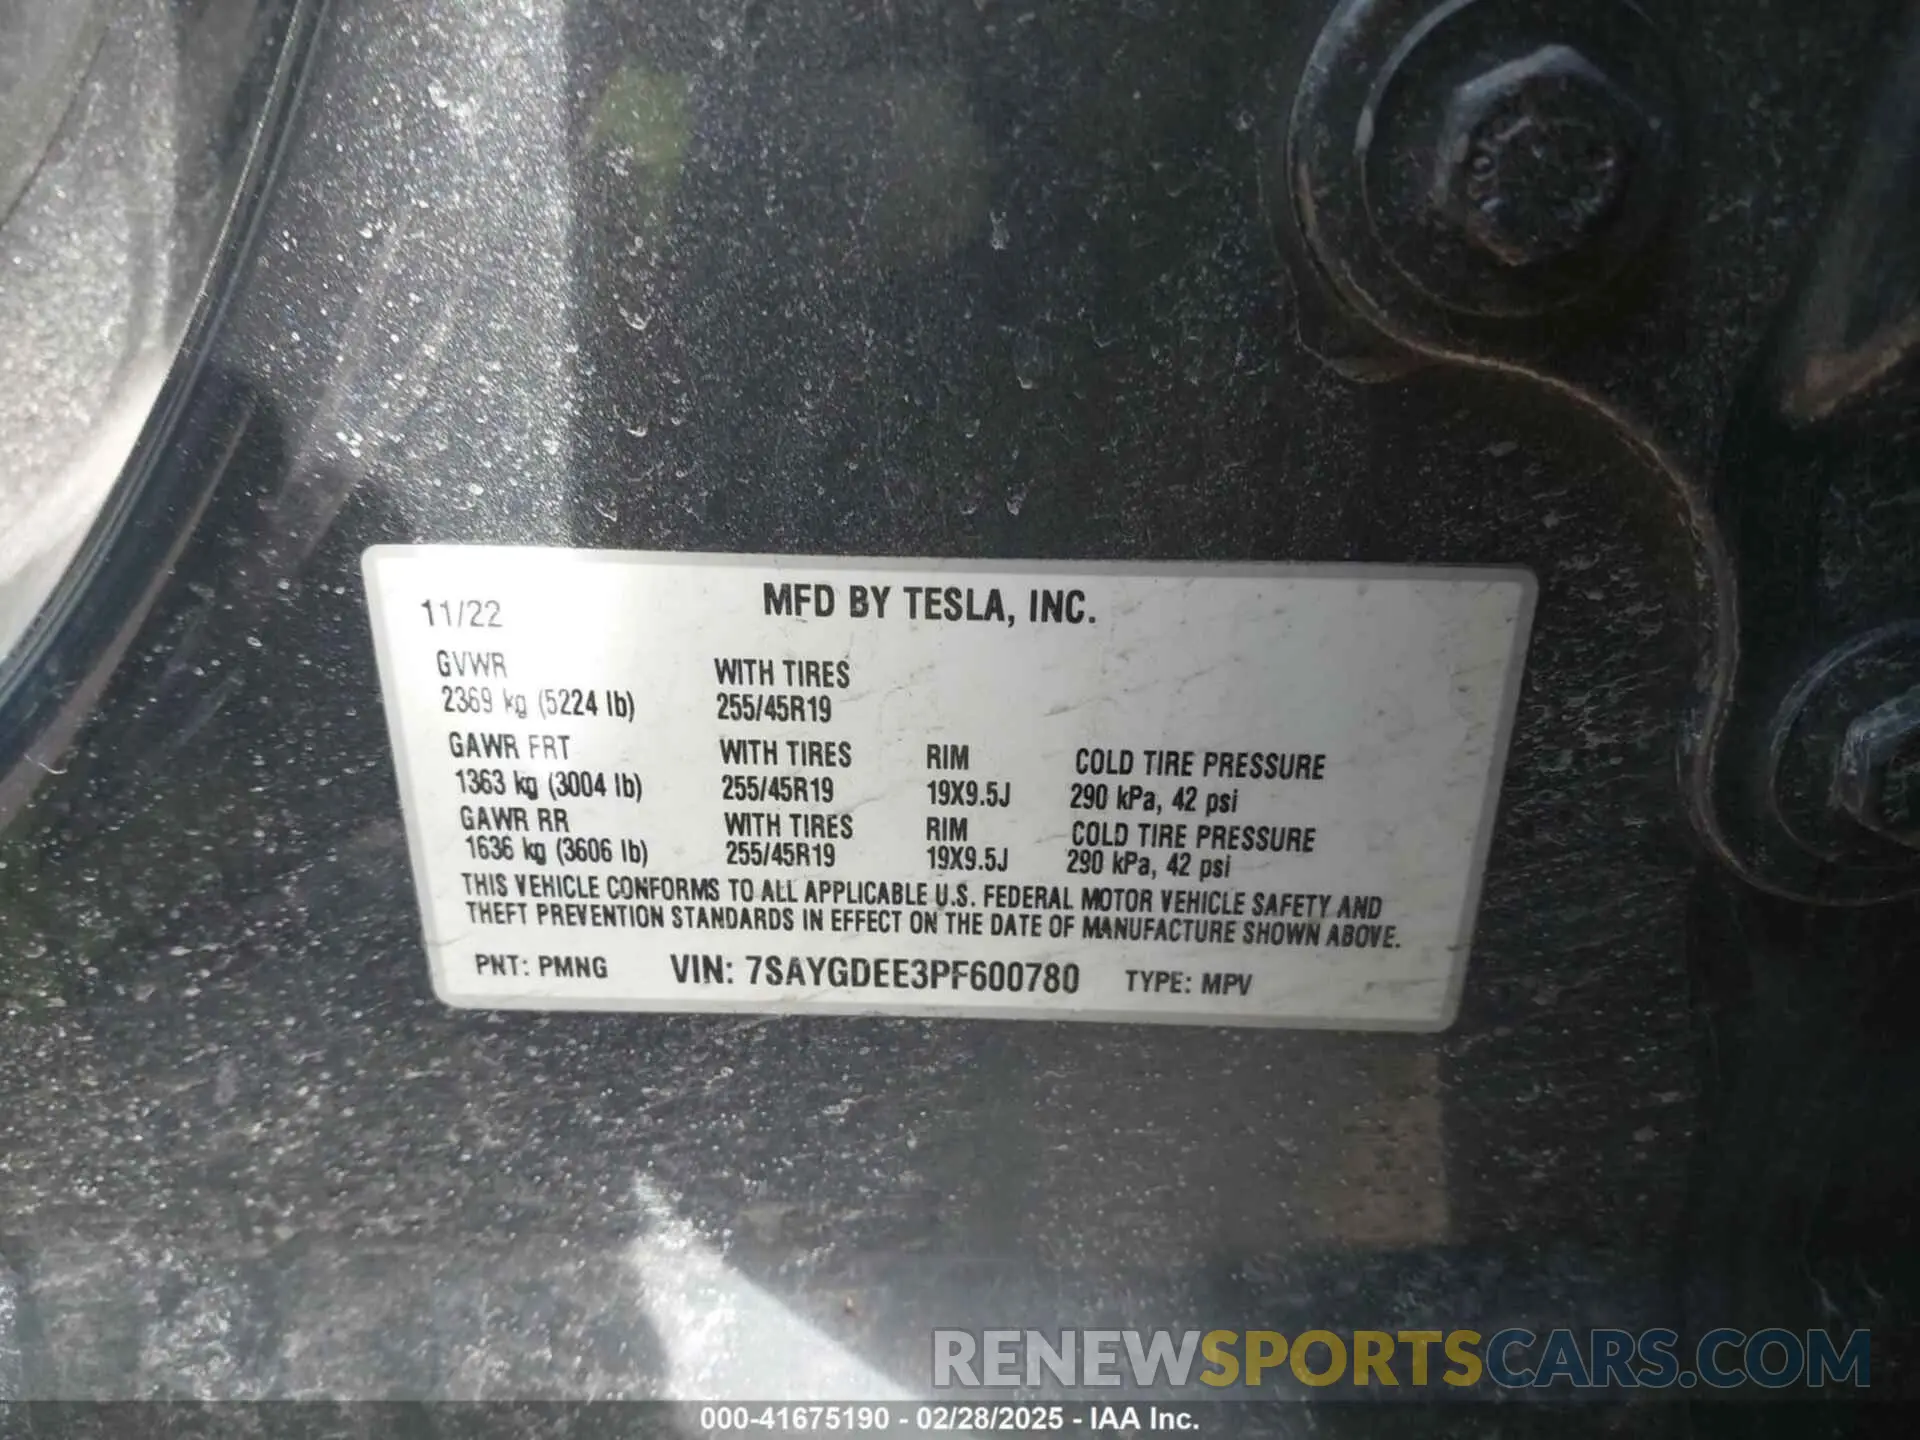 11/22 MFD BY TESLA, INC.
GVWR WITH TIRES
2369 kg (5224 lb) 255/45R19
GAWR FRT WITH TIRES RIM COLD TIRE PRESSURE
1363 kg (3004 lb) 255/45R19 19X9.5J 290 kPa, 42 psi
GAWR RR WITH TIRES RIM COLD TIRE PRESSURE
1636 kg (3606 lb) 255/45R19 19X9.5J 290 kPa, 42 psi
THIS VEHICLE CONFORMS TO ALL APPLICABLE U.S. FEDERAL MOTOR VEHICLE SAFETY AND
THEFT PREVENTION STANDARDS IN EFFECT ON THE DATE OF MANUFACTURE SHOWN ABOVE.
PNT: PMNG VIN: 7SAYGDEE3PF600780 TYPE: MPV
RENEWSPORTSCARS.COM
000-41675190 - 02/28/2025 - IAA Inc.